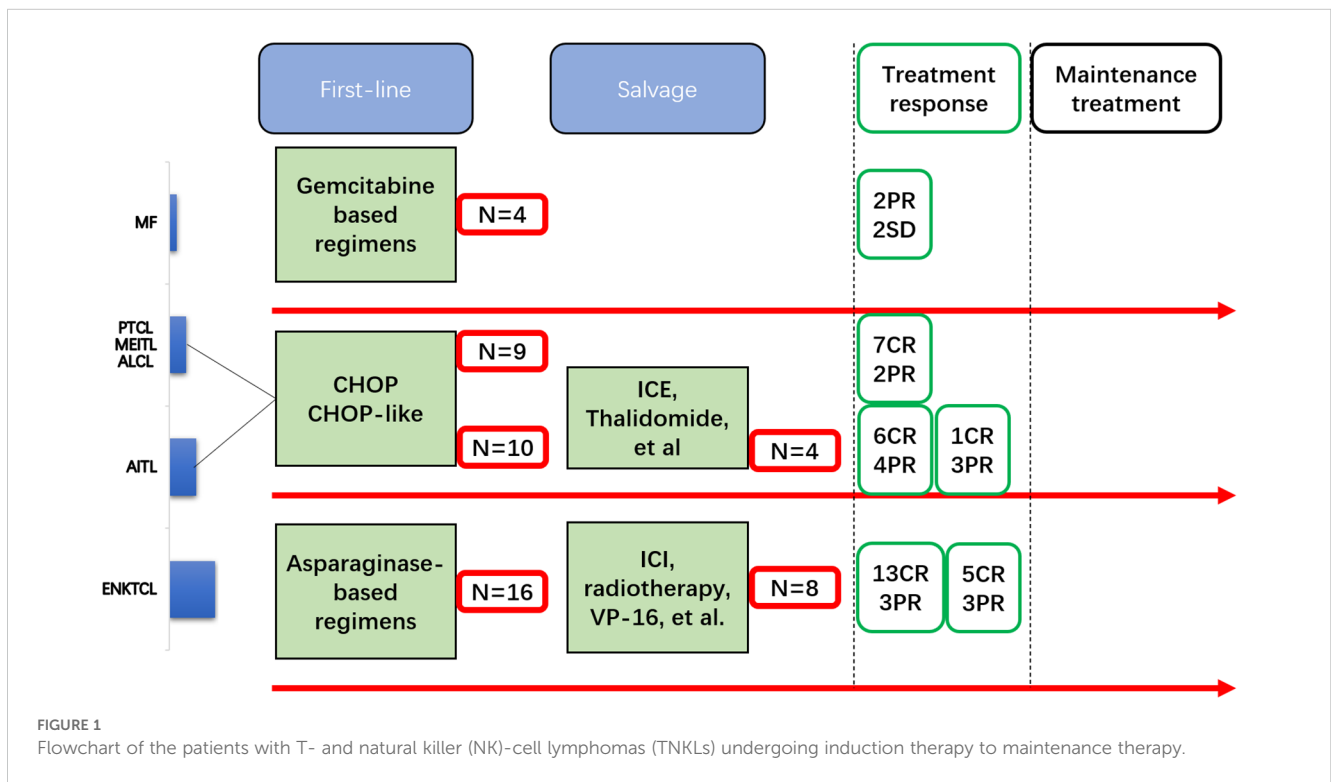 First-line
Salvage
Treatment
response
Maintenance
treatment
MF
Gemcitabine
based
regimens
N=4
2PR
2SD
PTCL
MEITL
ALCL
AITL
CHOP
CHOP-like
N=9
N=10
ICE,
Thalidomide,
et al
N=4
7CR
2PR
6CR
4PR
1CR
3PR
ENKTCL
Asparaginase-
based
regimens
N=16
ICI,
radiotherapy,
VP-16, et al.
N=8
13CR
3PR
5CR
3PR
FIGURE 1
Flowchart of the patients with T- and natural killer (NK)-cell lymphomas (TNKLs) undergoing induction therapy to maintenance therapy.